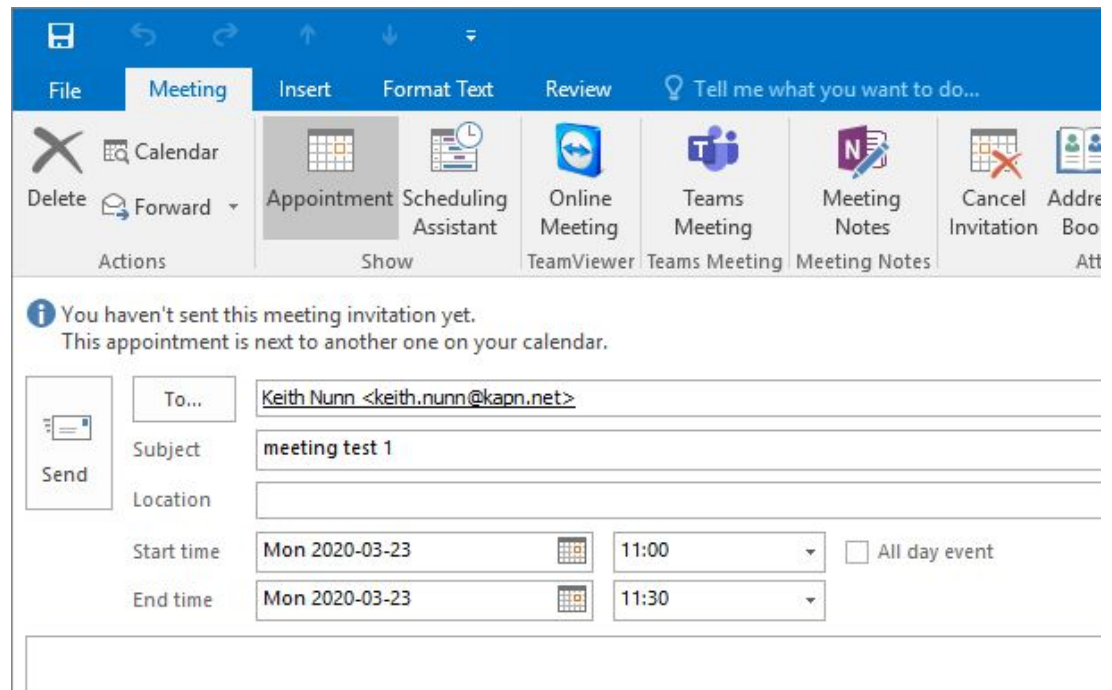 File Meeting Insert Format Text Review Tell me what you want to do...
Delete
Calendar
Forward
Actions
Appointment
Scheduling
Assistant
Show
Online
Meeting
TeamViewer
Teams
Meeting
Teams Meeting
Meeting
Notes
Meeting Notes
Cancel
Invitation
Addre
Boo
Att
You haven't sent this meeting invitation yet.
This appointment is next to another one on your calendar.
Send
To... Keith Nunn <keith.nunn@kapn.net>
Subject meeting test 1
Location
Start time Mon 2020-03-23 11:00 All day event
End time Mon 2020-03-23 11:30